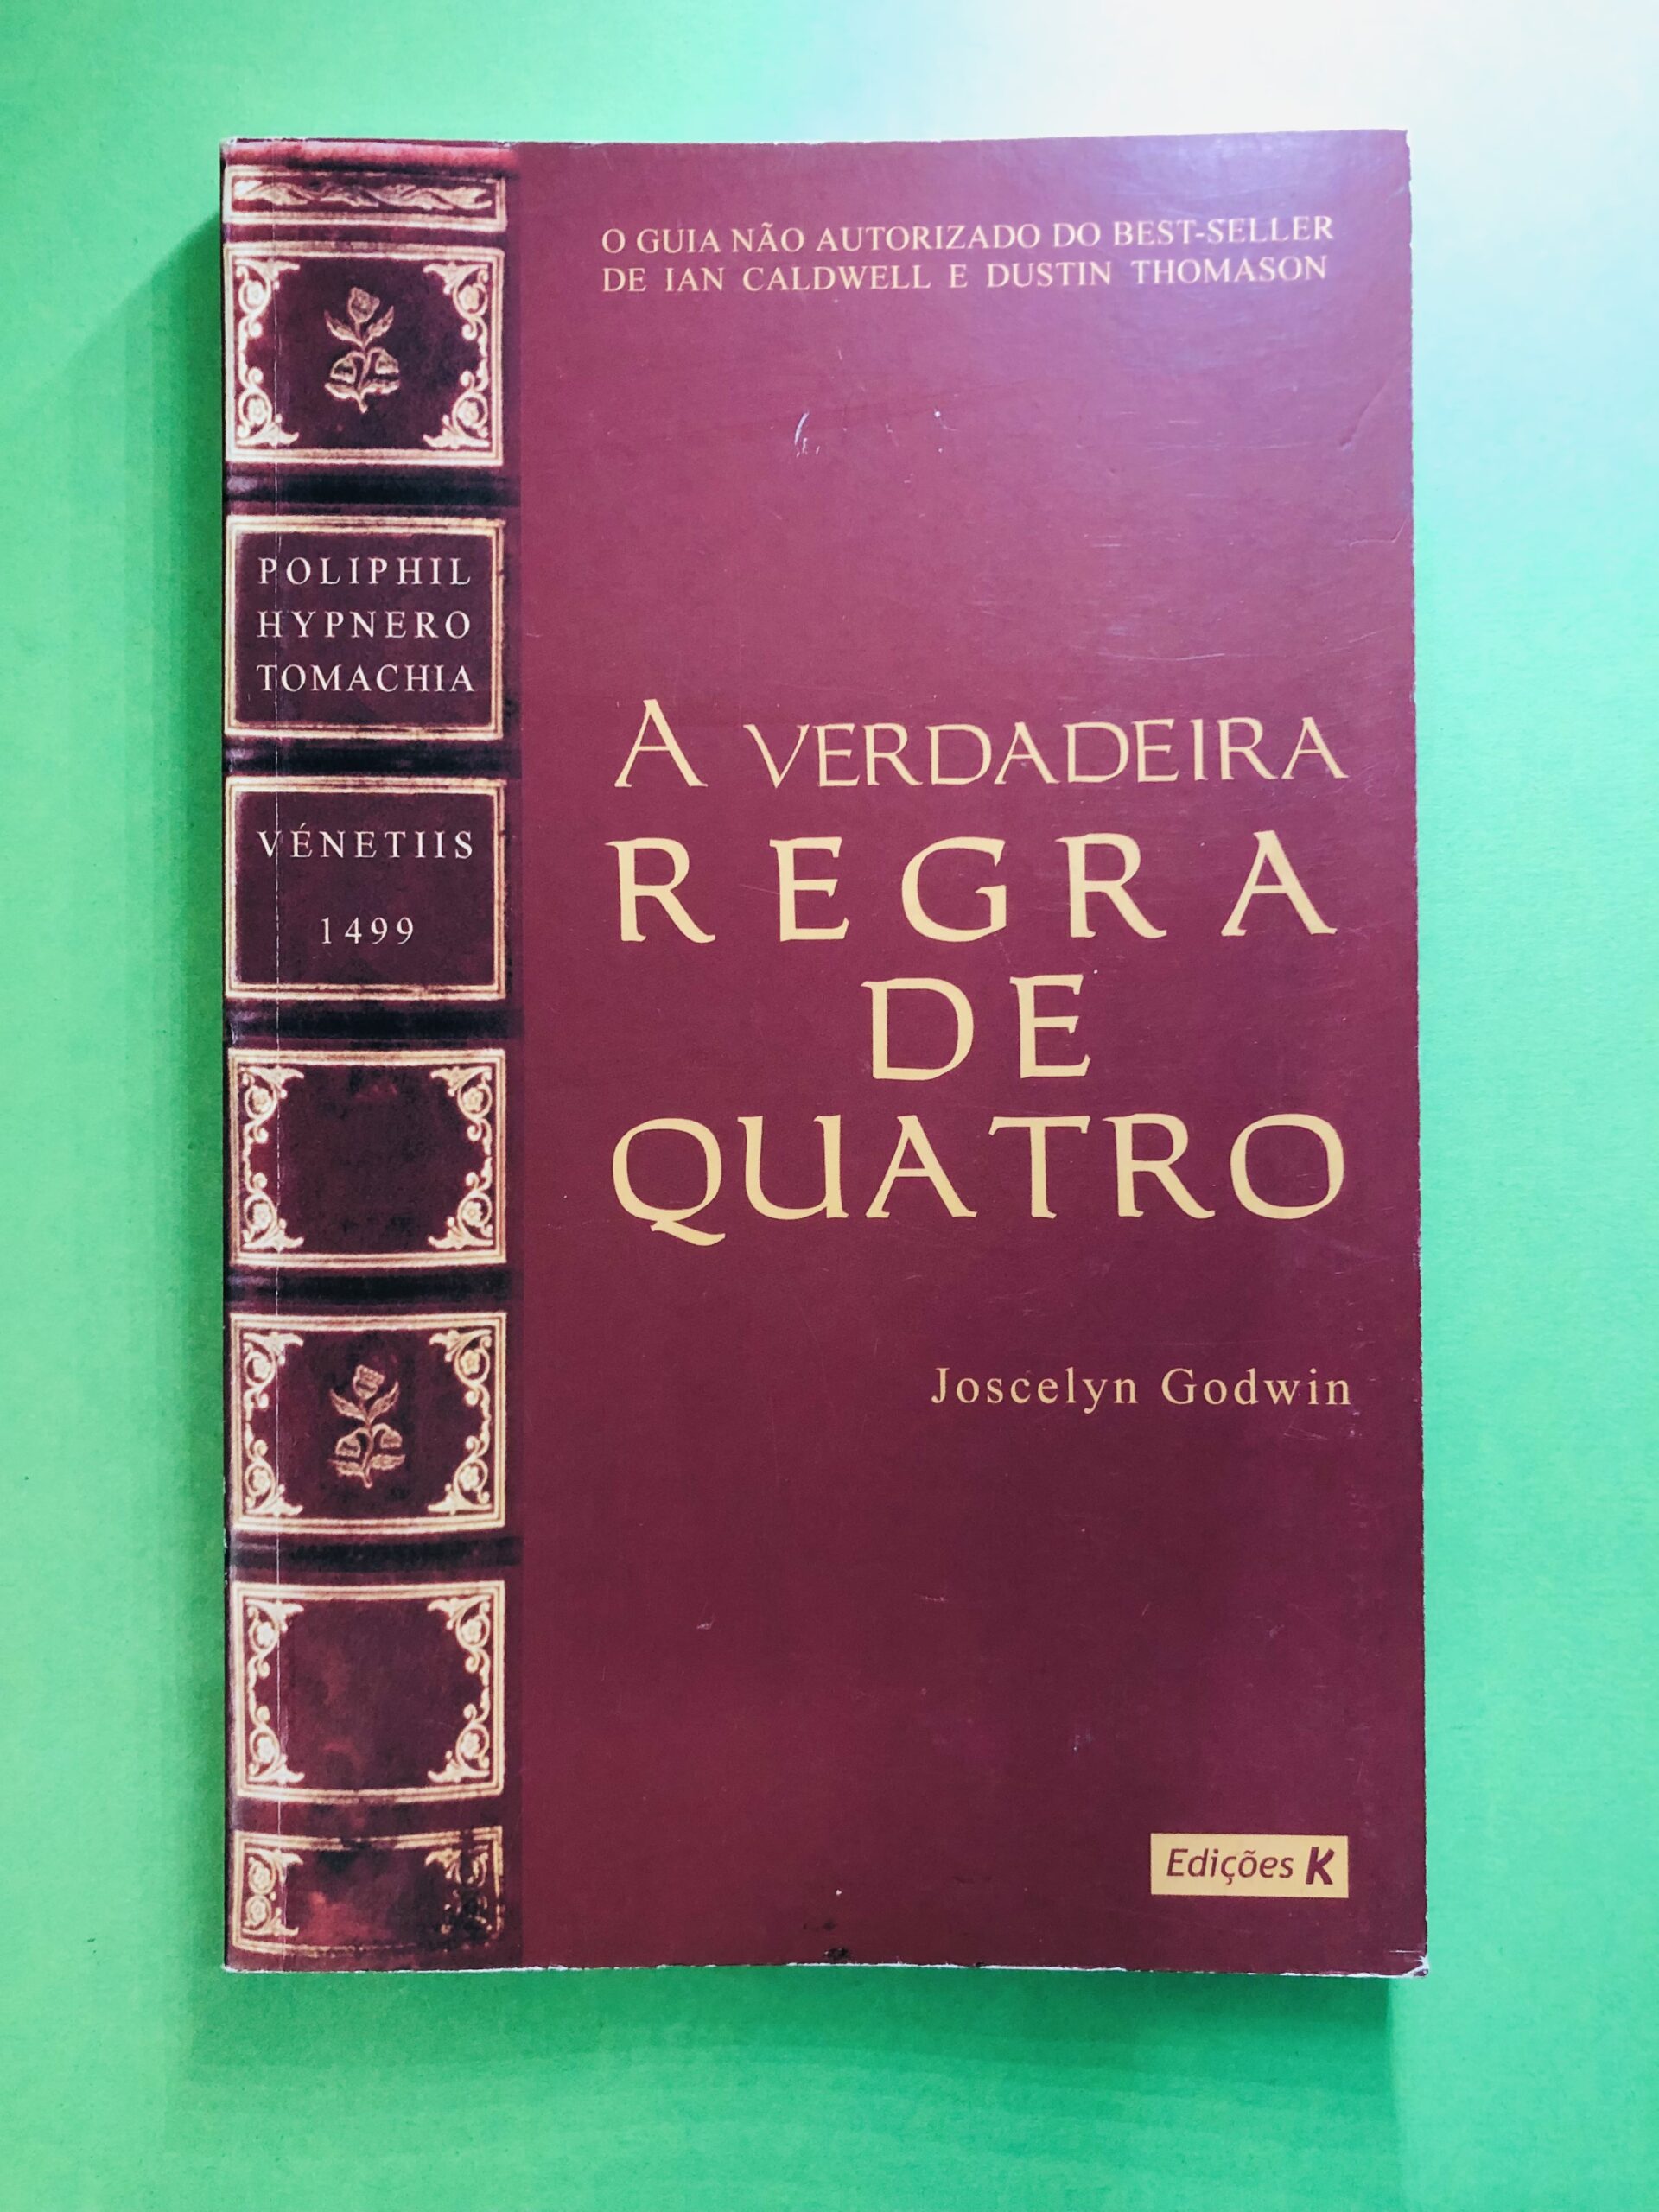 O GUIA NÃO AUTORIZADO DO BEST-SELLER
DE IAN CALDWELL E DUSTIN THOMASON
POLIPHIL
HYPNERO
TOMACHIA
VÉNETIIS
1499
A VERDADEIRA
REGRA
DE
QUATRO
Joscelyn Godwin
Edições K